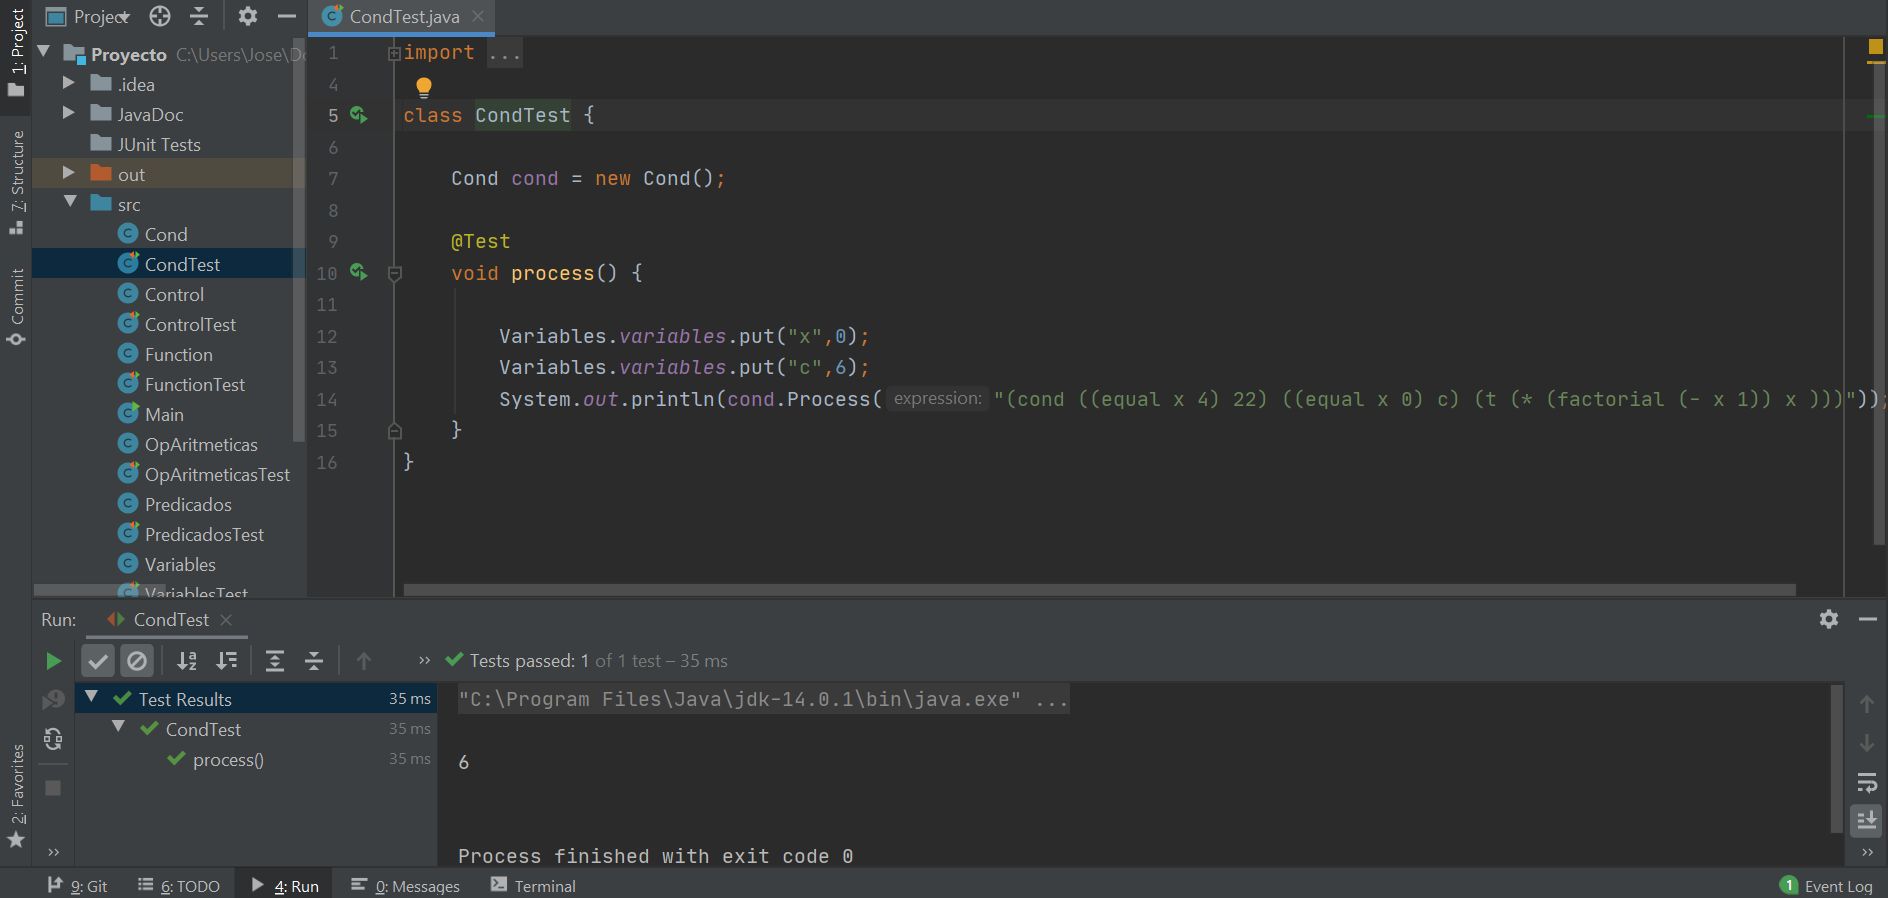 Project
CondTest.java
1: Project
7: Structure
Commit
2: Favorites
Proyecto C:\Users\Jose\Do
.idea
JavaDoc
JUnit Tests
out
src
Cond
CondTest
Control
ControlTest
Function
FunctionTest
Main
OpAritmeticas
OpAritmeticasTest
Predicados
PredicadosTest
Variables
VariablesTest
1 import ...
4
5 class CondTest {
6
7 Cond cond = new Cond();
8
9 @Test
10 void process() {
11
12 Variables.variables.put("x",0);
13 Variables.variables.put("c",6);
14 System.out.println(cond.Process( expression: "(cond ((equal x 4) 22) ((equal x 0) c) (t (* (factorial (- x 1)) x )))"));
15 }
16 }
Run: CondTest
Tests passed: 1 of 1 test – 35 ms
Test Results 35 ms
CondTest 35 ms
process() 35 ms
"C:\Program Files\Java\jdk-14.0.1\bin\java.exe" ...
6
Process finished with exit code 0
9: Git 6: TODO 4: Run 0: Messages Terminal 1 Event Log